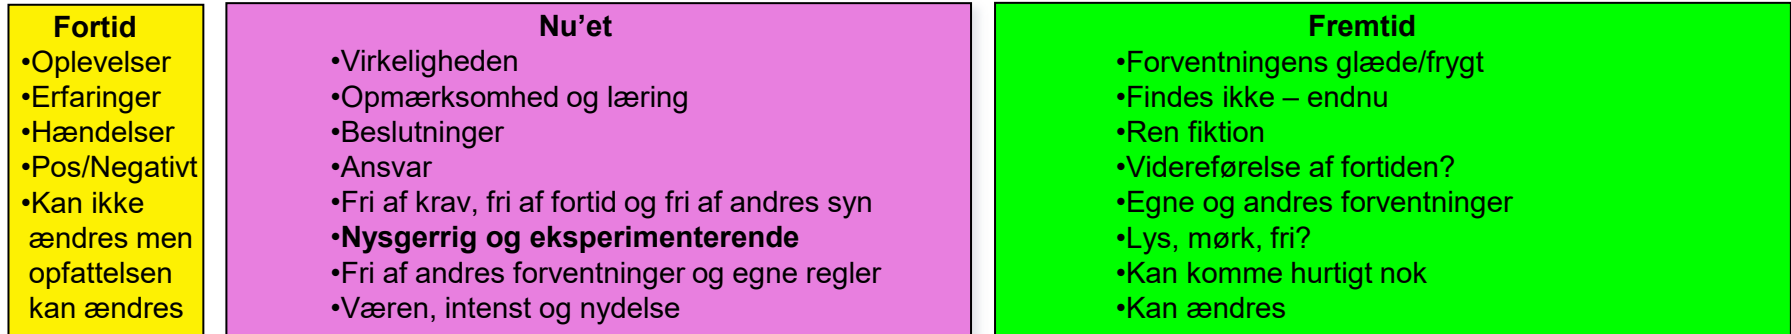 Fortid
•Oplevelser
•Erfaringer
•Hændelser
•Pos/Negativt
•Kan ikke
ændres men
opfattelsen
kan ændres
Nu’et
•Virkeligheden
•Opmærksomhed og læring
•Beslutninger
•Ansvar
•Fri af krav, fri af fortid og fri af andres syn
•Nysgerrig og eksperimenterende
•Fri af andres forventninger og egne regler
•Væren, intenst og nydelse
Fremtid
•Forventningens glæde/frygt
•Findes ikke – endnu
•Ren fiktion
•Videreførelse af fortiden?
•Egne og andres forventninger
•Lys, mørk, fri?
•Kan komme hurtigt nok
•Kan ændres